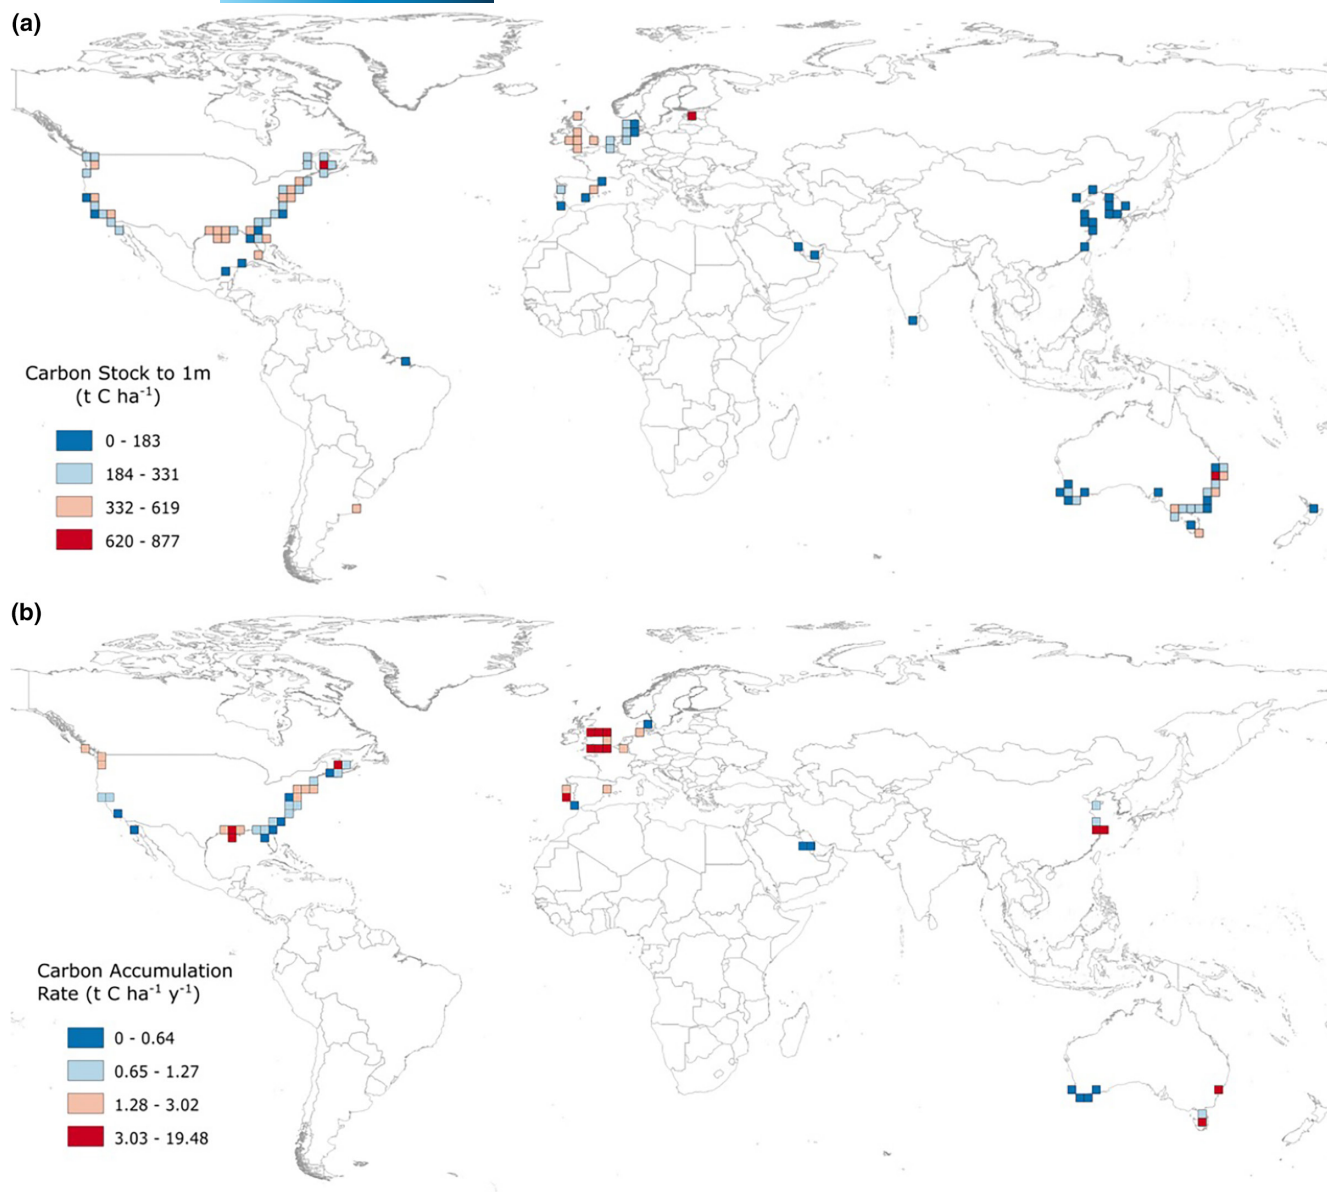 (a)
Carbon Stock to 1m
(t C ha⁻¹)
0 - 183
184 - 331
332 - 619
620 - 877
(b)
Carbon Accumulation
Rate (t C ha⁻¹ y⁻¹)
0 - 0.64
0.65 - 1.27
1.28 - 3.02
3.03 - 19.48